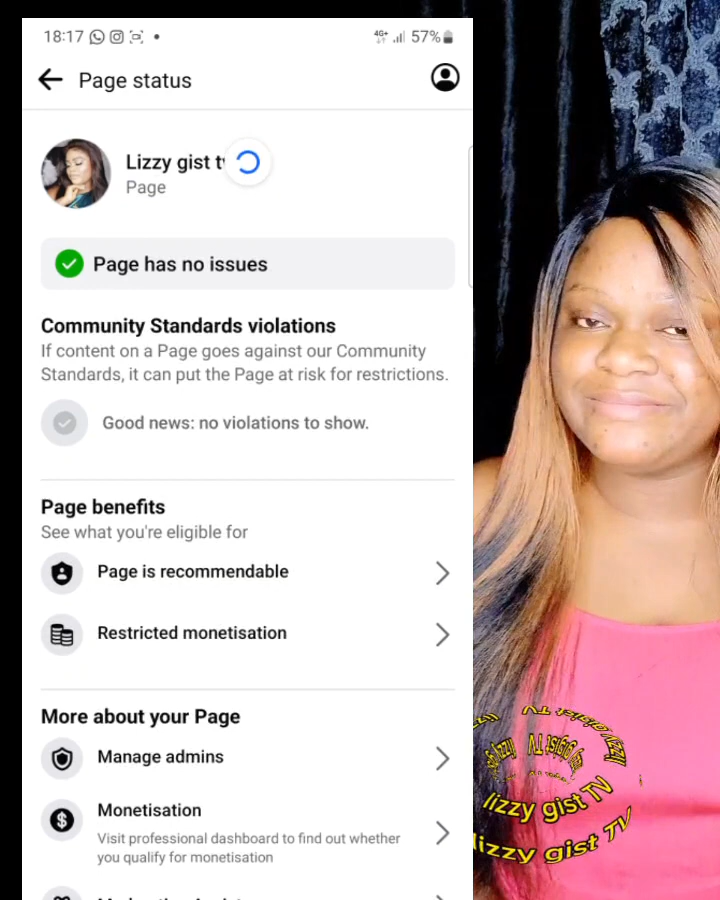 18:17
4G+
57%
Page status
Lizzy gist
Page
Page has no issues
Community Standards violations
If content on a Page goes against our Community
Standards, it can put the Page at risk for restrictions.
Good news: no violations to show.
Page benefits
See what you're eligible for
Page is recommendable
Restricted monetisation
More about your Page
Manage admins
Monetisation
Visit professional dashboard to find out whether
you qualify for monetisation
lizzy gist TV
lizzy gist TV